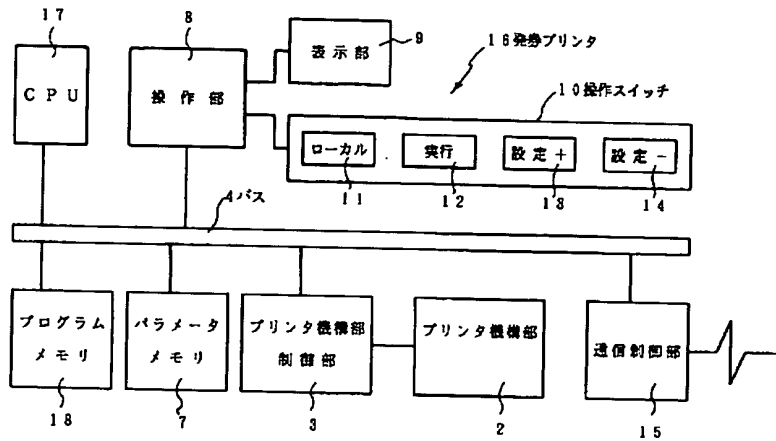 17
8
9
表示部
16発券プリンタ
CPU
操作部
10操作スイッチ
ローカル
実行
設定＋
設定－
11
12
13
14
4バス
プログラム
メモリ
パラメータ
メモリ
プリンタ機構部
制御部
プリンタ機構部
通信制御部
18
7
3
2
15